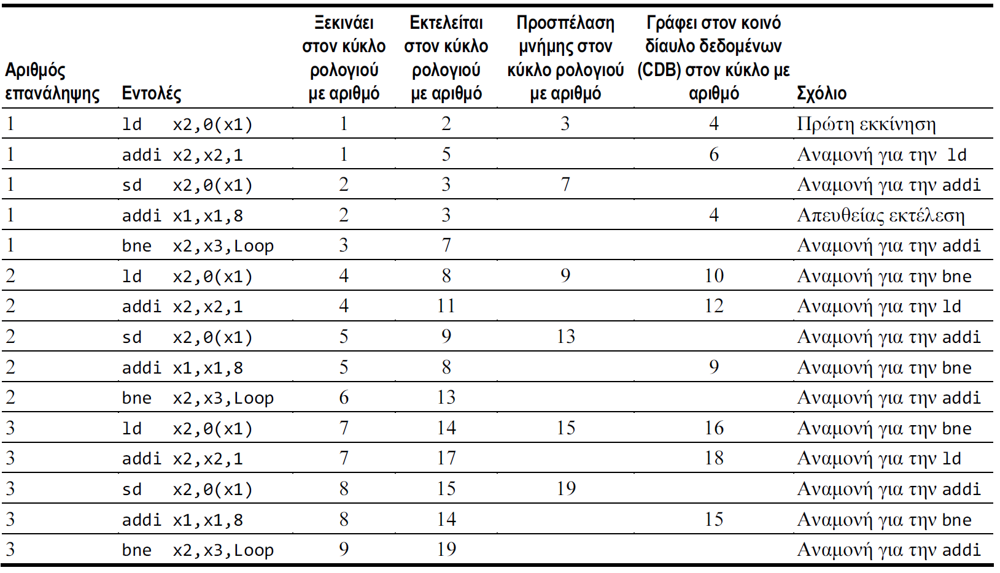 Αριθμός επανάληψης Εντολές Ξεκινάει στον κύκλο ρολογιού με αριθμό Εκτελείται στον κύκλο ρολογιού με αριθμό Προσπέλαση μνήμης στον κύκλο ρολογιού με αριθμό Γράφει στον κοινό δίαυλο δεδομένων (CDB) στον κύκλο με αριθμό Σχόλιο
1 ld x2,0(x1) 1 2 3 4 Πρώτη εκκίνηση
1 addi x2,x2,1 1 5 6 Αναμονή για την ld
1 sd x2,0(x1) 2 3 7 Αναμονή για την addi
1 addi x1,x1,8 2 3 4 Απευθείας εκτέλεση
1 bne x2,x3,Loop 3 7 Αναμονή για την addi
2 ld x2,0(x1) 4 8 9 10 Αναμονή για την bne
2 addi x2,x2,1 4 11 12 Αναμονή για την ld
2 sd x2,0(x1) 5 9 13 Αναμονή για την addi
2 addi x1,x1,8 5 8 9 Αναμονή για την bne
2 bne x2,x3,Loop 6 13 Αναμονή για την addi
3 ld x2,0(x1) 7 14 15 16 Αναμονή για την bne
3 addi x2,x2,1 7 17 18 Αναμονή για την ld
3 sd x2,0(x1) 8 15 19 Αναμονή για την addi
3 addi x1,x1,8 8 14 15 Αναμονή για την bne
3 bne x2,x3,Loop 9 19 Αναμονή για την addi